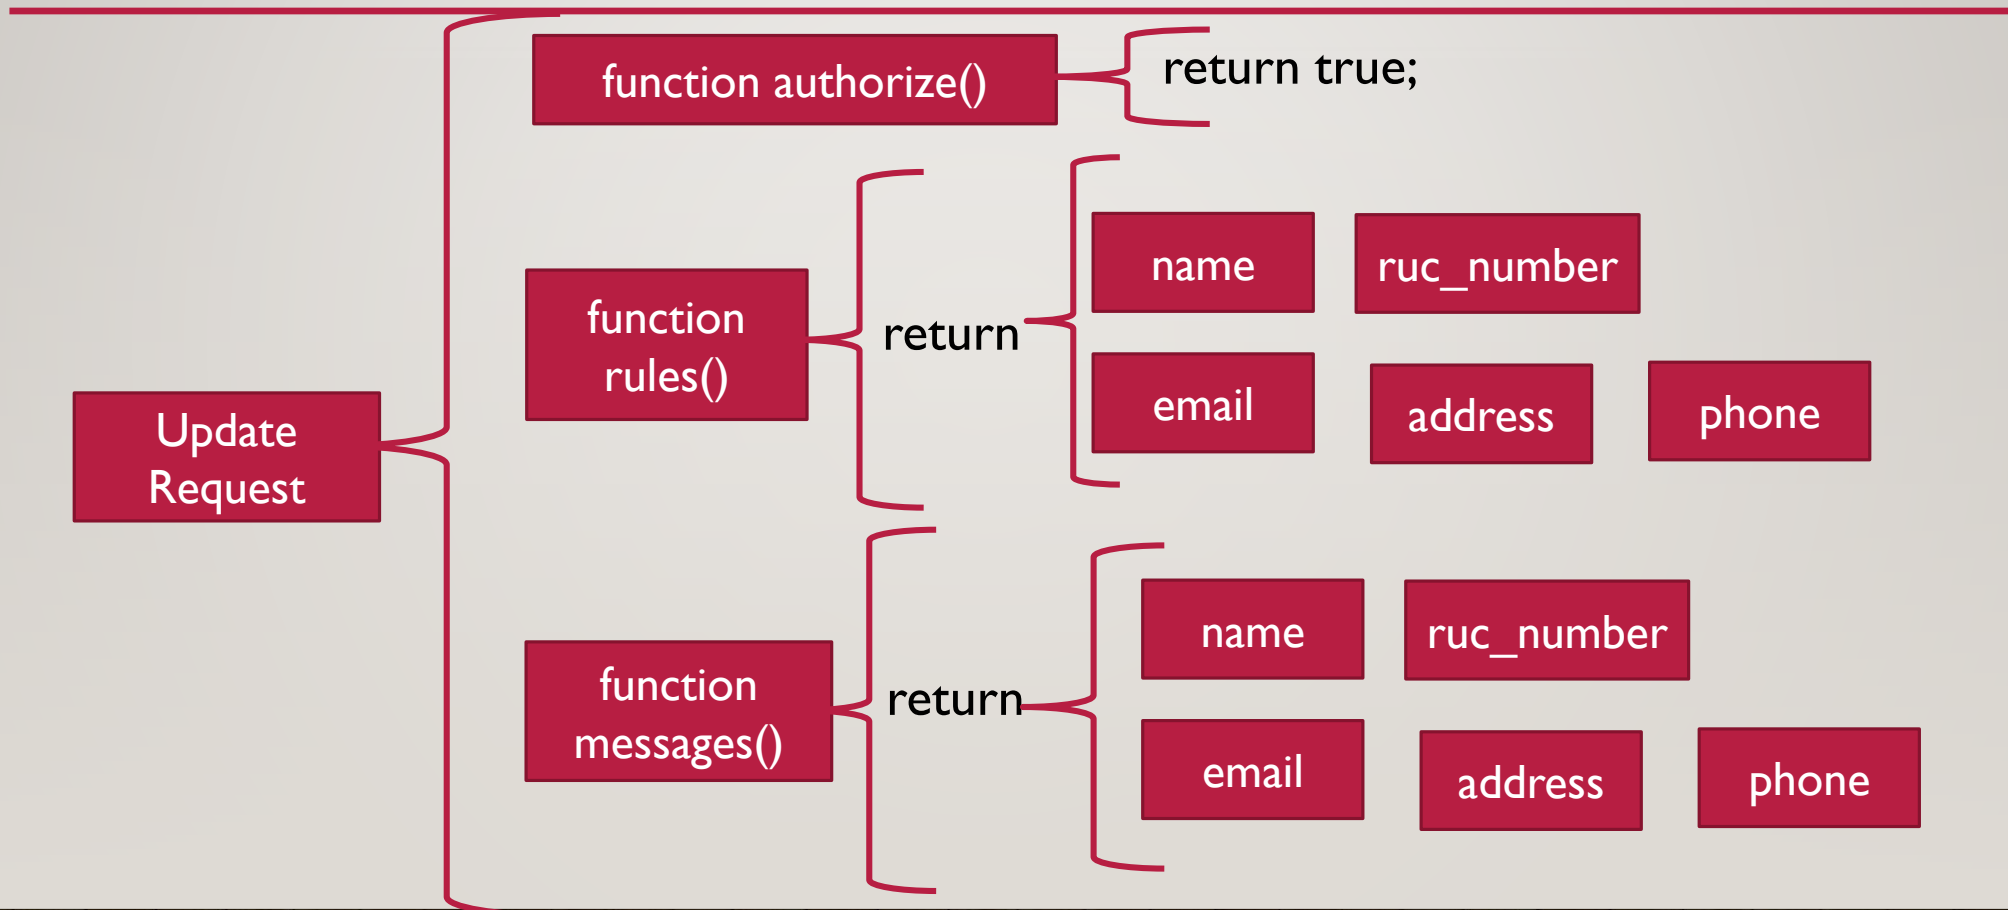 function authorize()
return true;
name
ruc_number
function
rules()
return
email
address
phone
Update
Request
name
ruc_number
function
messages()
return
email
address
phone